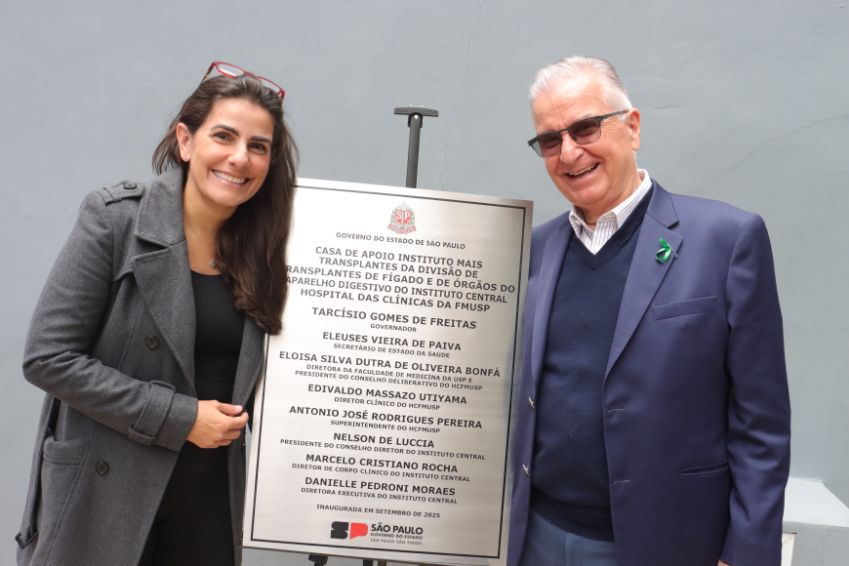 GOVERNO DO ESTADO DE SÃO PAULO
CASA DE APOIO INSTITUTO MAIS
TRANSPLANTES DA DIVISÃO DE
TRANSPLANTES DE FÍGADO E DE ÓRGÃOS DO
APARELHO DIGESTIVO DO INSTITUTO CENTRAL
HOSPITAL DAS CLÍNICAS DA FMUSP
TARCÍSIO GOMES DE FREITAS
GOVERNADOR
ELEUSES VIEIRA DE PAIVA
SECRETÁRIO DE ESTADO DA SAÚDE
ELOISA SILVA DUTRA DE OLIVEIRA BONFÁ
DIRETORA DA FACULDADE DE MEDICINA DA USP E
PRESIDENTE DO CONSELHO DELIBERATIVO DO HCFMUSP
EDIVALDO MASSAZO UTIYAMA
DIRETOR CLÍNICO DO HCFMUSP
ANTONIO JOSÉ RODRIGUES PEREIRA
SUPERINTENDENTE DO HCFMUSP
NELSON DE LUCCIA
PRESIDENTE DO CONSELHO DIRETOR DO INSTITUTO CENTRAL
MARCELO CRISTIANO ROCHA
DIRETOR DE CORPO CLÍNICO DO INSTITUTO CENTRAL
DANIELLE PEDRONI MORAES
DIRETORA EXECUTIVA DO INSTITUTO CENTRAL
INAUGURADA EM SETEMBRO DE 2025
SP SÃO PAULO
GOVERNO DO ESTADO
SÃO PAULO SÃO TODOS